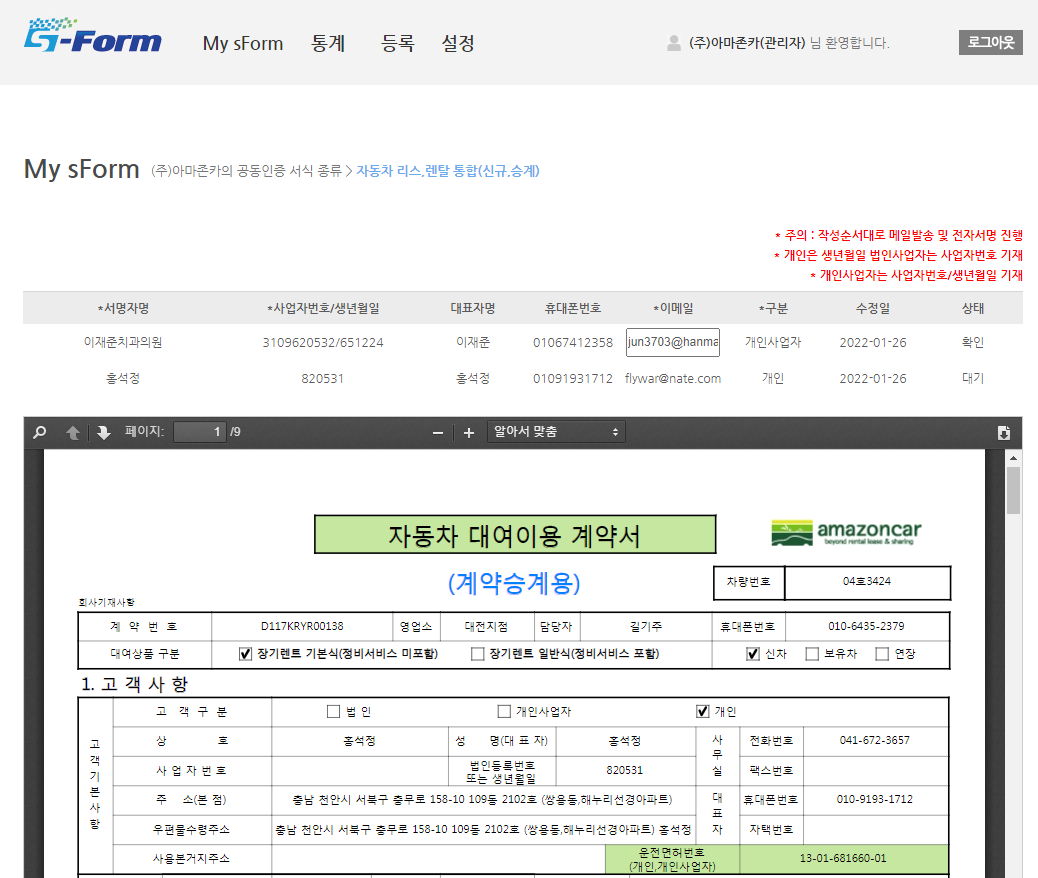 S-Form My sForm 통계 등록 설정 (주)아마존카(관리자) 님 환영합니다. 로그아웃
My sForm (주)아마존카의 공동인증 서식 종류 > 자동차 리스,렌탈 통합(신규,승계)
* 주의 : 작성순서대로 메일발송 및 전자서명 진행
* 개인은 생년월일 법인사업자는 사업자번호 기재
* 개인사업자는 사업자번호/생년월일 기재
*서명자명 *사업자번호/생년월일 대표자명 휴대폰번호 *이메일 *구분 수정일 상태
이재준치과의원 3109620532/651224 이재준 01067412358 jun3703@hanma 개인사업자 2022-01-26 확인
홍석정 820531 홍석정 01091931712 flywar@nate.com 개인 2022-01-26 대기
페이지: 1 /9 알아서 맞춤
자동차 대여이용 계약서 amazoncar
beyond rental lease & sharing
(계약승계용) 차량번호 04호3424
회사기재사항
계 약 번 호 D117KRYR00138 영업소 대전지점 담당자 길기주 휴대폰번호 010-6435-2379
대여상품 구분 장기렌트 기본식(정비서비스 미포함) 장기렌트 일반식(정비서비스 포함) 신차 보유차 연장
1. 고 객 사 항
고객기본사항
고 객 구 분 법 인 개인사업자 개인
상 호 홍석정 성 명(대 표 자) 홍석정 사무실 전화번호 041-672-3657
사 업 자 번 호 법인등록번호 또는 생년월일 820531 팩스번호
주 소(본 점) 충남 천안시 서북구 충무로 158-10 109동 2102호 (쌍용동,해누리선경아파트) 대표자 휴대폰번호 010-9193-1712
우편물수령주소 충남 천안시 서북구 충무로 158-10 109동 2102호 (쌍용동,해누리선경아파트) 홍석정 자택번호
사용본거지주소 운전면허번호 (개인,개인사업자) 13-01-681660-01